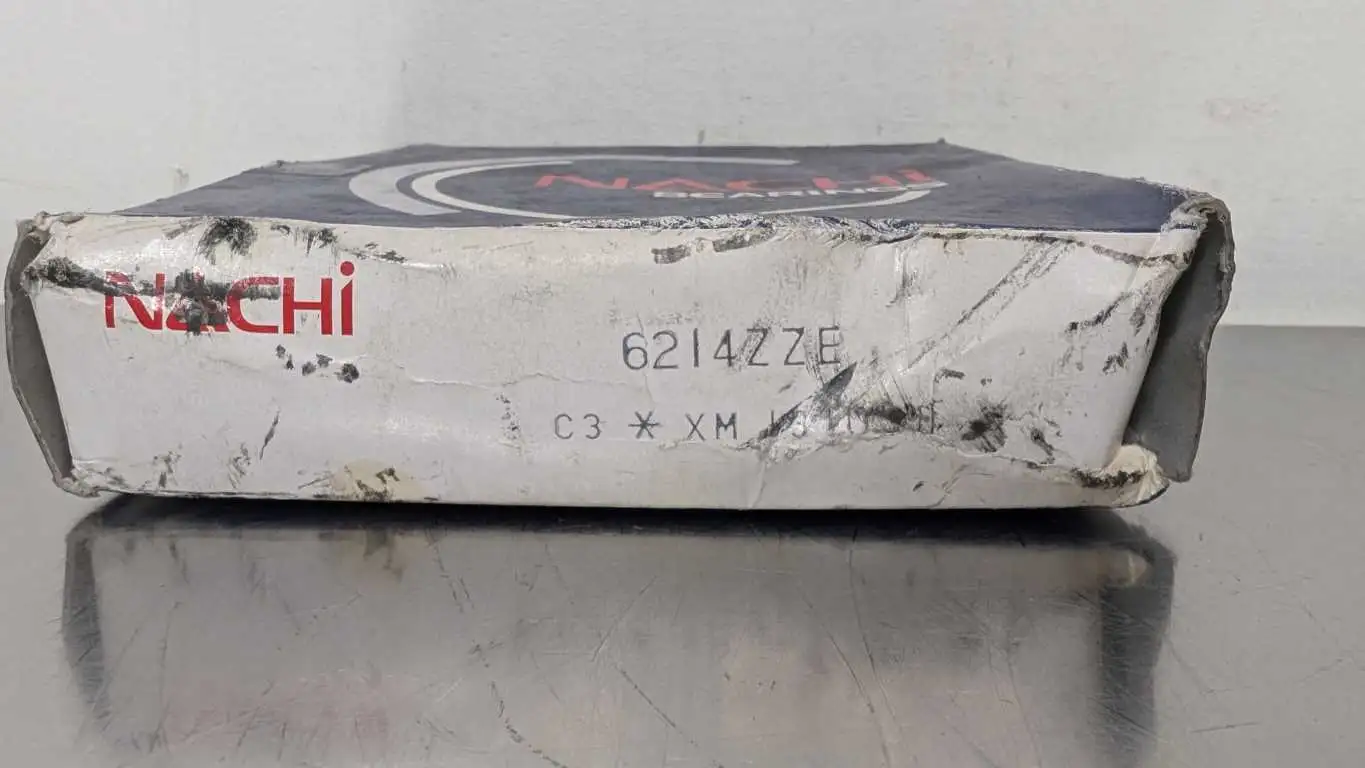 NACHi
BEARINGS
NACHi
6214ZZE
C3 * XM